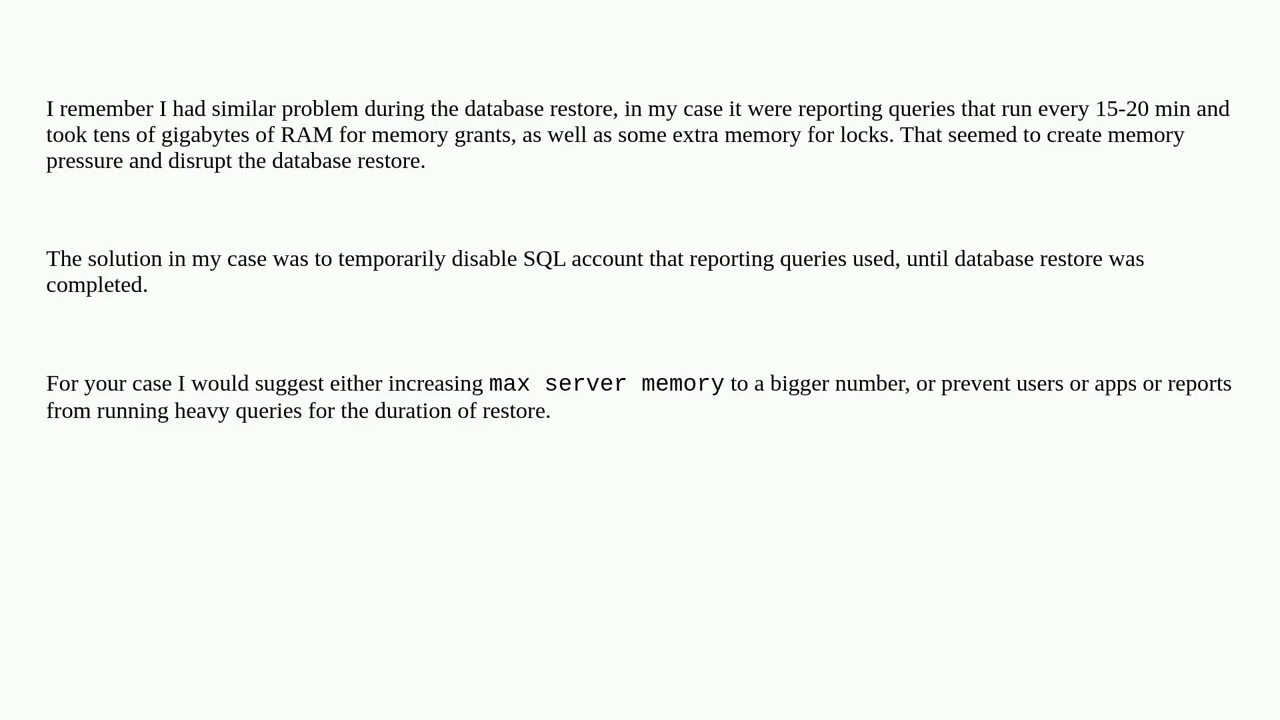 I remember I had similar problem during the database restore, in my case it were reporting queries that run every 15-20 min and
took tens of gigabytes of RAM for memory grants, as well as some extra memory for locks. That seemed to create memory
pressure and disrupt the database restore.
The solution in my case was to temporarily disable SQL account that reporting queries used, until database restore was
completed.
For your case I would suggest either increasing max server memory to a bigger number, or prevent users or apps or reports
from running heavy queries for the duration of restore.